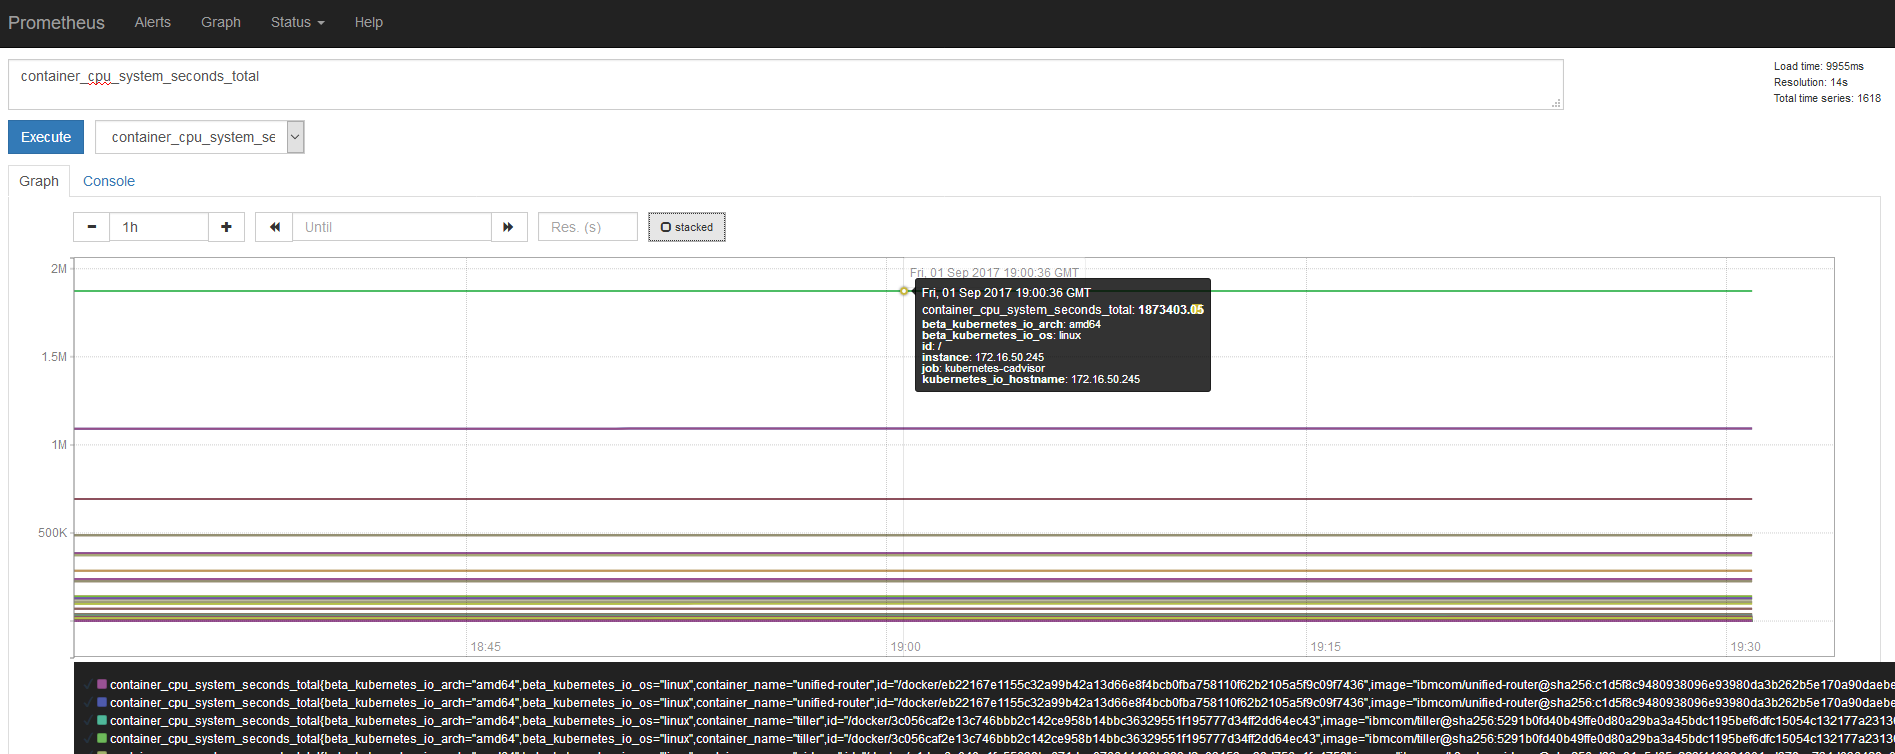 Prometheus Alerts Graph Status Help
container_cpu_system_seconds_total
Load time: 9955ms
Resolution: 14s
Total time series: 1618
Execute container_cpu_system_se
Graph Console
1h Until Res. (s) stacked
2M
1.5M
1M
500K
Fri, 01 Sep 2017 19:00:36 GMT
Fri, 01 Sep 2017 19:00:36 GMT
container_cpu_system_seconds_total: 1873403.05
beta_kubernetes_io_arch: amd64
beta_kubernetes_io_os: linux
id: /
instance: 172.16.50.245
job: kubernetes-cadvisor
kubernetes_io_hostname: 172.16.50.245
18:45 19:00 19:15 19:30
container_cpu_system_seconds_total{beta_kubernetes_io_arch="amd64",beta_kubernetes_io_os="linux",container_name="unified-router",id="/docker/eb22167e1155c32a99b42a13d66e8f4bcb0fba758110f62b2105a5f9c09f7436",image="ibmcom/unified-router@sha256:c1d5f8c9480938096e93980da3b262b5e170a90daebe
container_cpu_system_seconds_total{beta_kubernetes_io_arch="amd64",beta_kubernetes_io_os="linux",container_name="unified-router",id="/docker/eb22167e1155c32a99b42a13d66e8f4bcb0fba758110f62b2105a5f9c09f7436",image="ibmcom/unified-router@sha256:c1d5f8c9480938096e93980da3b262b5e170a90daebe
container_cpu_system_seconds_total{beta_kubernetes_io_arch="amd64",beta_kubernetes_io_os="linux",container_name="tiller",id="/docker/3c056caf2e13c746bbb2c142ce958b14bbc36329551f195777d34ff2dd64ec43",image="ibmcom/tiller@sha256:5291b0fd40b49ffe0d80a29ba3a45bdc1195bef6dfc15054c132177a2313
container_cpu_system_seconds_total{beta_kubernetes_io_arch="amd64",beta_kubernetes_io_os="linux",container_name="tiller",id="/docker/3c056caf2e13c746bbb2c142ce958b14bbc36329551f195777d34ff2dd64ec43",image="ibmcom/tiller@sha256:5291b0fd40b49ffe0d80a29ba3a45bdc1195bef6dfc15054c132177a2313